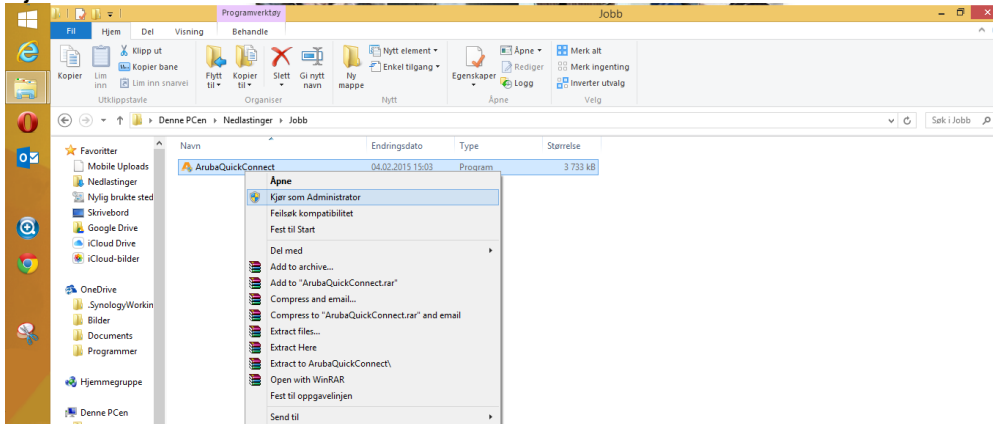 Programverktøy
Jobb
Fil Hjem Del Visning Behandle
Kopier
Lim inn
Klipp ut
Kopier bane
Lim inn snarvei
Utklippstavle
Flytt til
Kopier til
Slett
Gi nytt navn
Organiser
Ny mappe
Nytt element
Enkel tilgang
Nytt
Egenskaper
Åpne
Rediger
Logg
Åpne
Merk alt
Merk ingenting
Inverter utvalg
Velg
Denne PCen Nedlastinger Jobb
Søk i Jobb
Navn Endringsdato Type Størrelse
ArubaQuickConnect 04.02.2015 15:03 Program 3 733 kB
Favoritter
Mobile Uploads
Nedlastinger
Nylig brukte sted
Skrivebord
Google Drive
iCloud Drive
iCloud-bilder
OneDrive
.SynologyWorkin
Bilder
Documents
Programmer
Hjemmegruppe
Denne PCen
Åpne
Kjør som Administrator
Feilsøk kompatibilitet
Fest til Start
Del med
Add to archive...
Add to "ArubaQuickConnect.rar"
Compress and email...
Compress to "ArubaQuickConnect.rar" and email
Extract files...
Extract Here
Extract to ArubaQuickConnect\
Open with WinRAR
Fest til oppgavelinjen
Send til